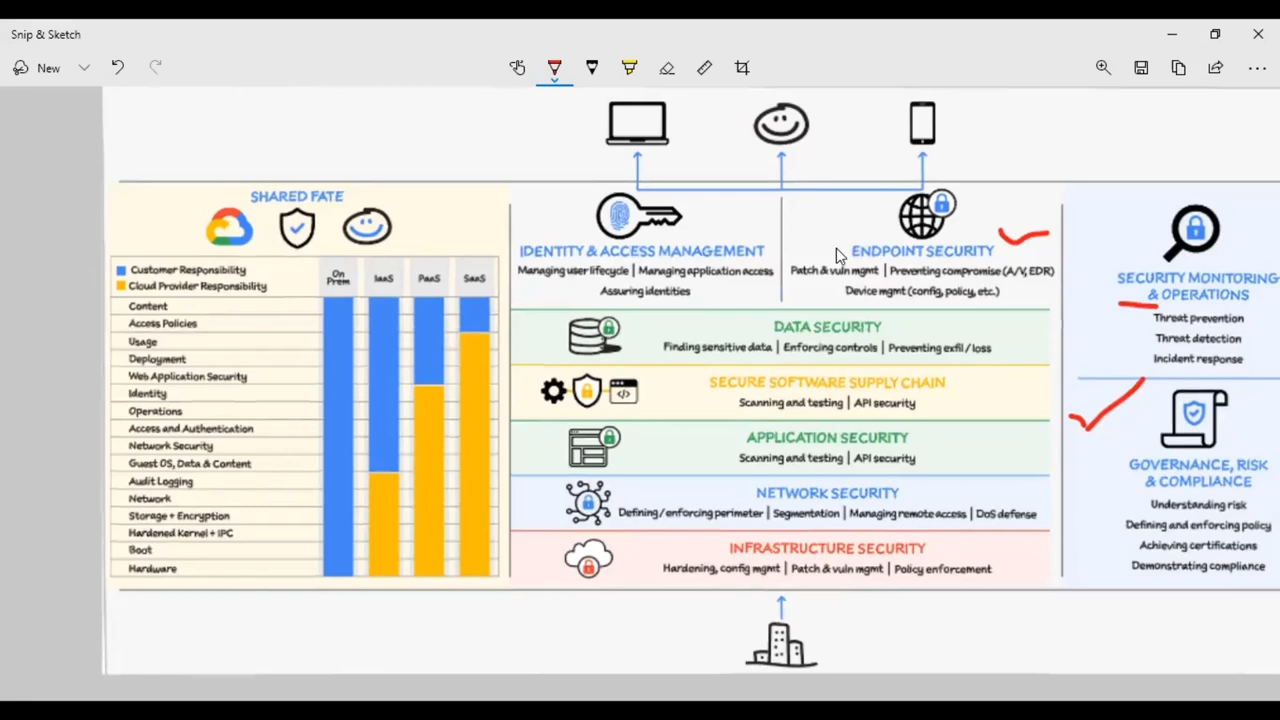 Snip & Sketch
New
SHARED FATE
Customer Responsibility
Cloud Provider Responsibility
On Prem
IaaS
PaaS
SaaS
Content
Access Policies
Usage
Deployment
Web Application Security
Identity
Operations
Access and Authentication
Network Security
Guest OS, Data & Content
Audit Logging
Network
Storage + Encryption
Hardened Kernel + IPC
Boot
Hardware
IDENTITY & ACCESS MANAGEMENT
Managing user lifecycle | Managing application access
Assuring identities
ENDPOINT SECURITY
Patch & vuln mgmt | Preventing compromise (A/V, EDR)
Device mgmt (config, policy, etc.)
DATA SECURITY
Finding sensitive data | Enforcing controls | Preventing exfil / loss
SECURE SOFTWARE SUPPLY CHAIN
Scanning and testing | API security
APPLICATION SECURITY
Scanning and testing | API security
NETWORK SECURITY
Defining/enforcing perimeter | Segmentation | Managing remote access | DoS defense
INFRASTRUCTURE SECURITY
Hardening, config mgmt | Patch & vuln mgmt | Policy enforcement
SECURITY MONITORING
& OPERATIONS
Threat prevention
Threat detection
Incident response
GOVERNANCE, RISK
& COMPLIANCE
Understanding risk
Defining and enforcing policy
Achieving certifications
Demonstrating compliance